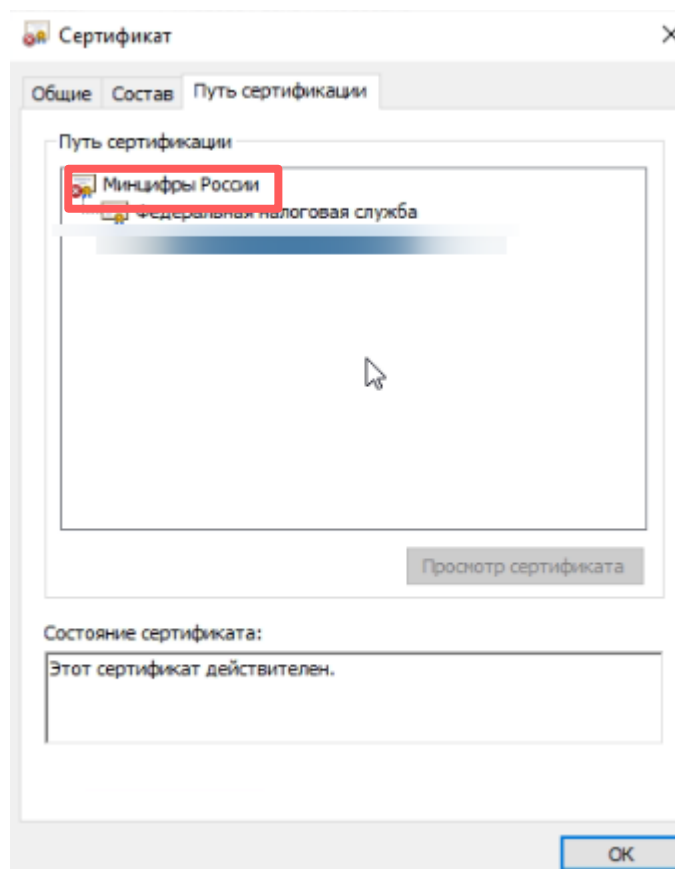 Сертификат
Общие Состав Путь сертификации
Путь сертификации
Минцифры России
Федеральная налоговая служба
Просмотр сертификата
Состояние сертификата:
Этот сертификат действителен.
ОК